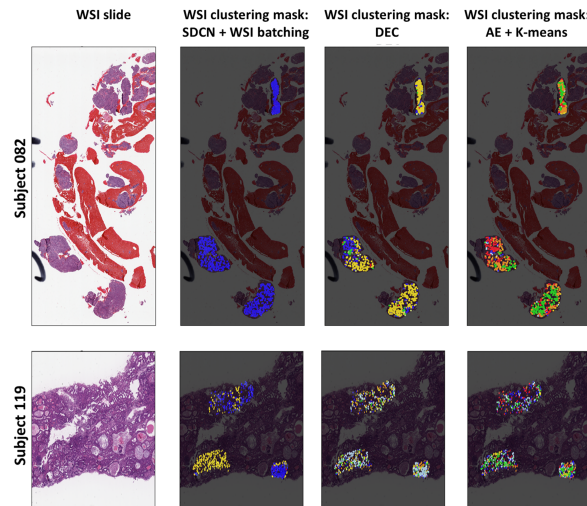 WSI slide
WSI clustering mask:
SDCN + WSI batching
WSI clustering mask:
DEC
WSI clustering mask:
AE + K-means
Subject 082
Subject 119